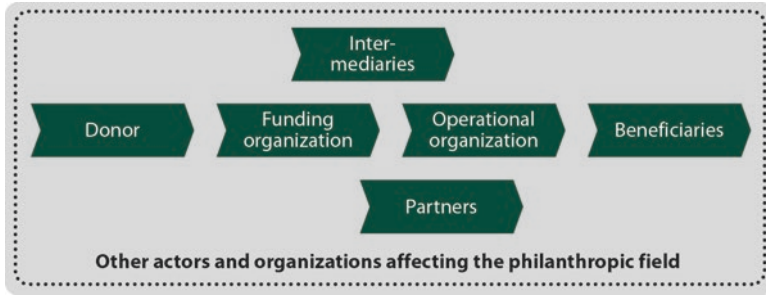 Inter-
mediaries
Donor
Funding
organization
Operational
organization
Beneficiaries
Partners
Other actors and organizations affecting the philanthropic field